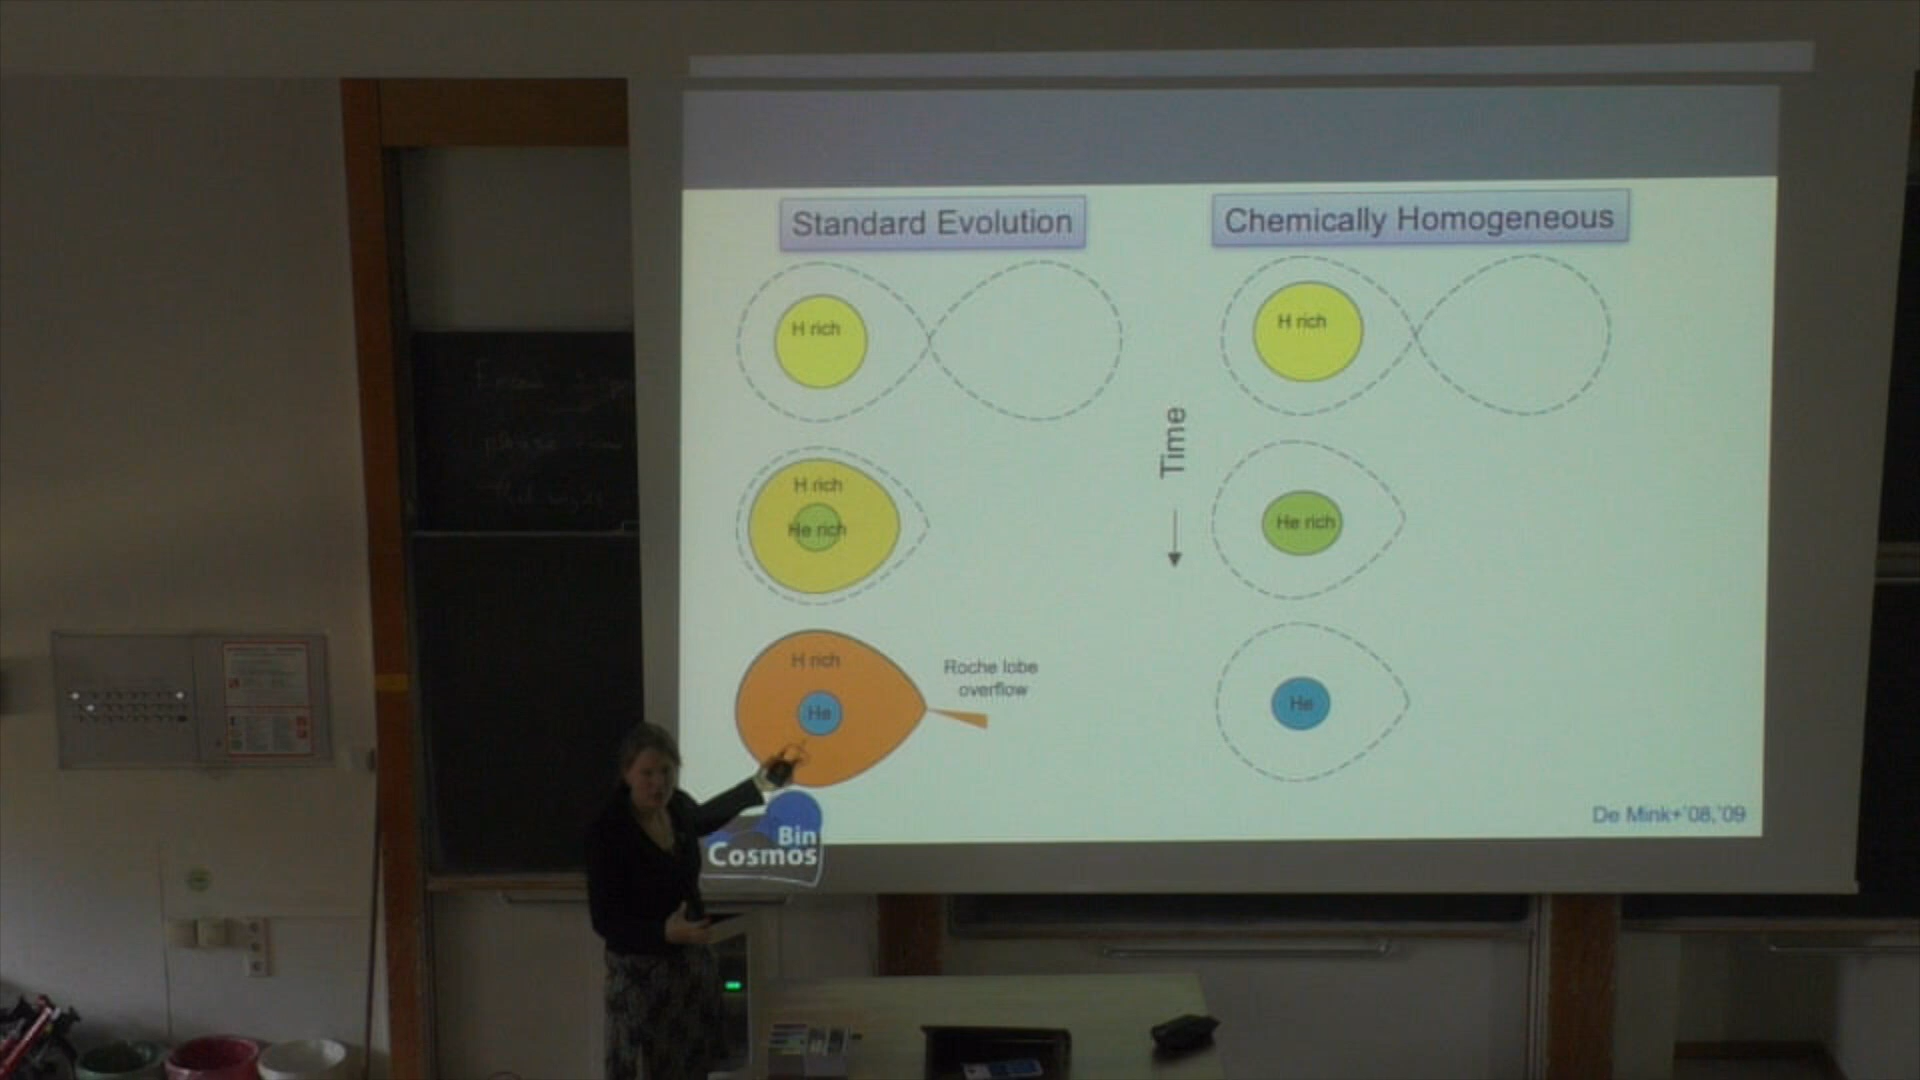 Standard Evolution
Chemically Homogeneous
H rich
H rich
H rich
He rich
Time
He rich
H rich
He
Roche lobe
overflow
He
Bin
Cosmos
De Mink+'08,'09